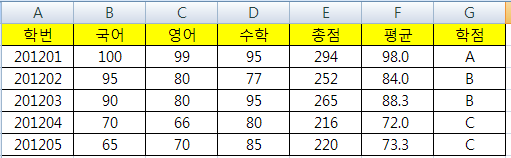 A B C D E F G
학번 국어 영어 수학 총점 평균 학점
201201 100 99 95 294 98.0 A
201202 95 80 77 252 84.0 B
201203 90 80 95 265 88.3 B
201204 70 66 80 216 72.0 C
201205 65 70 85 220 73.3 C